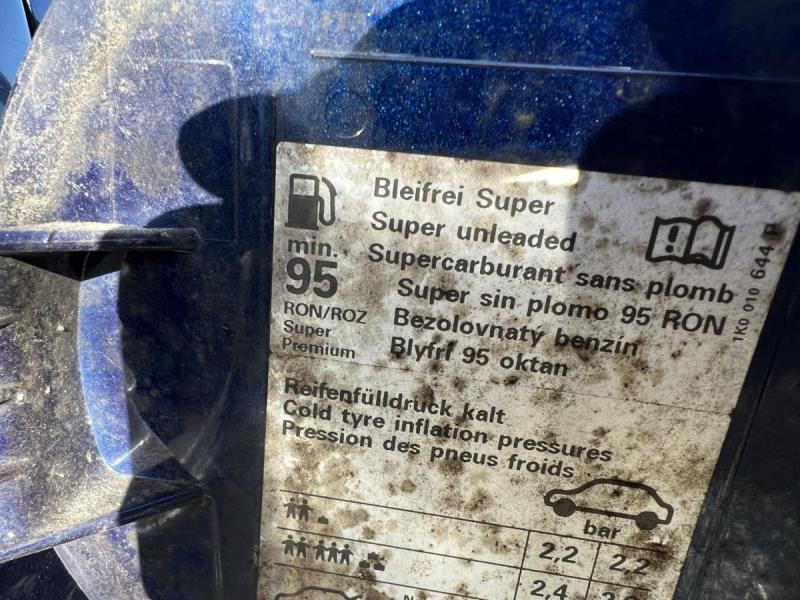 Bleifrei Super
Super unleaded
Supercarburant sans plomb
Super sin plomo 95 RON
Bezolovnatý benzín
Blyfri 95 oktan
min.
95
RON/ROZ
Super
Premium
1K0 010 644 P
Reifenfülldruck kalt
Cold tyre inflation pressures
Pression des pneus froids
bar
2,2 2,2
2,4